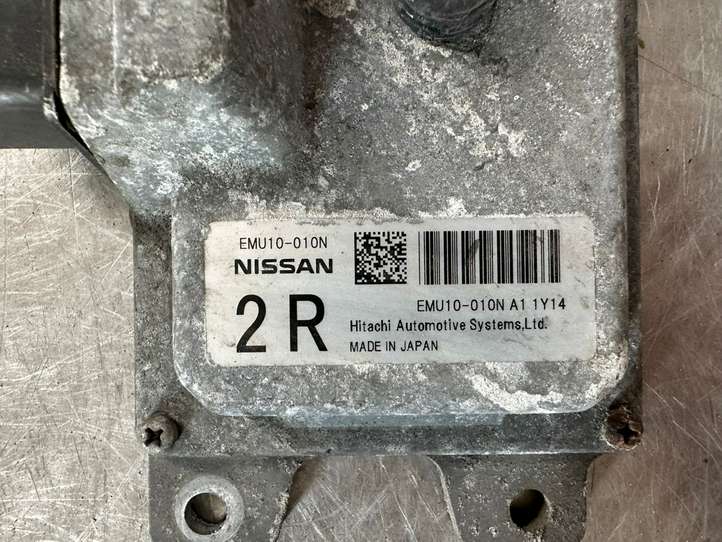 EMU10-010N
NISSAN
2R
EMU10-010N A1 1Y14
Hitachi Automotive Systems,Ltd.
MADE IN JAPAN